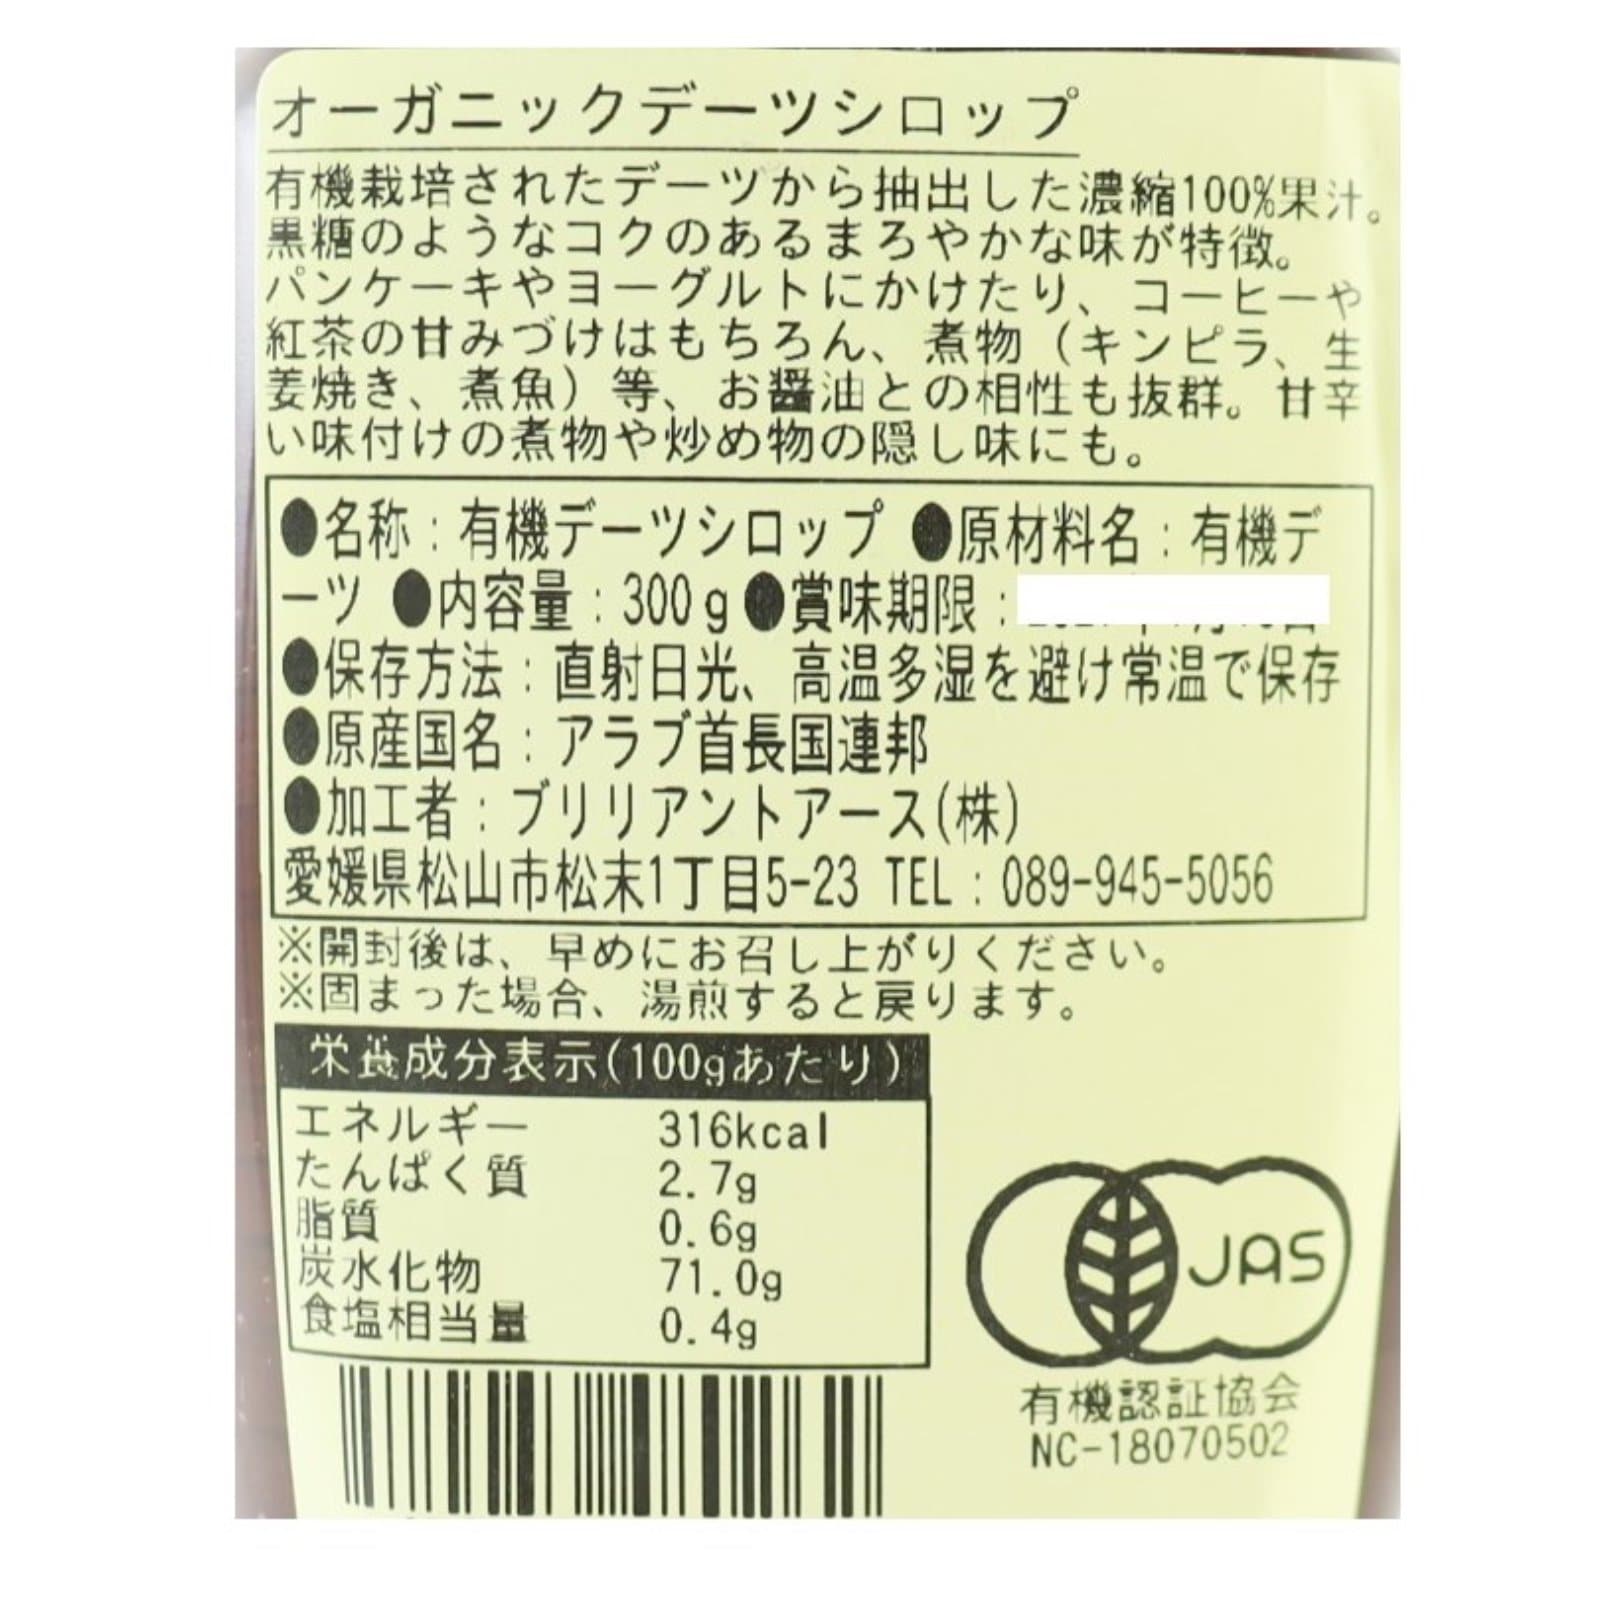 オーガニックデーツシロップ
有機栽培されたデーツから抽出した濃縮100%果汁。
黒糖のようなコクのあるまろやかな味が特徴。
パンケーキやヨーグルトにかけたり、コーヒーや
紅茶の甘みづけはもちろん、煮物（キンピラ、生
姜焼き、煮魚）等、お醤油との相性も抜群。甘辛
い味付けの煮物や炒め物の隠し味にも。
●名称：有機デーツシロップ ●原材料名：有機デ
ーツ ●内容量：300g ●賞味期限：
●保存方法：直射日光、高温多湿を避け常温で保存
●原産国名：アラブ首長国連邦
●加工者：ブリリアントアース(株)
愛媛県松山市松末1丁目5-23 TEL：089-945-5056
※開封後は、早めにお召し上がりください。
※固まった場合、湯煎すると戻ります。
栄養成分表示(100gあたり)
エネルギー 316kcal
たんぱく質 2.7g
脂質 0.6g
炭水化物 71.0g
食塩相当量 0.4g
JAS
有機認証協会
NC-18070502